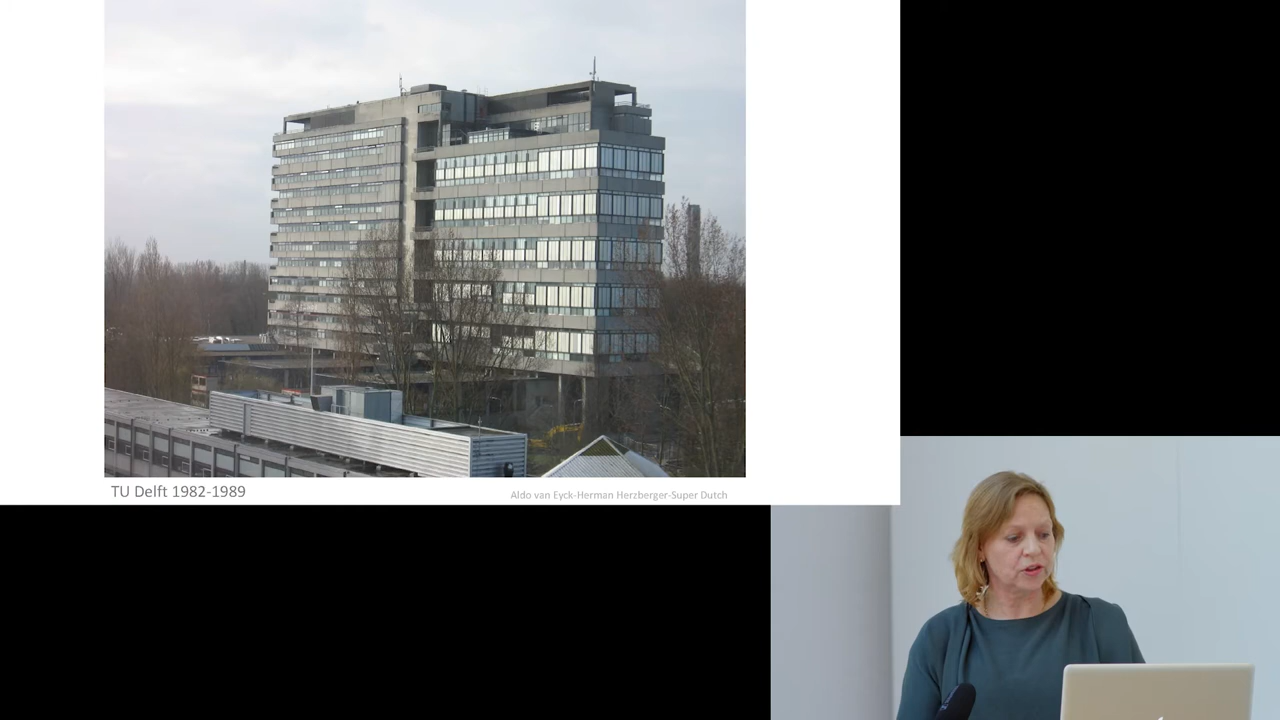 TU Delft 1982-1989
Aldo van Eyck-Herman Herzberger-Super Dutch